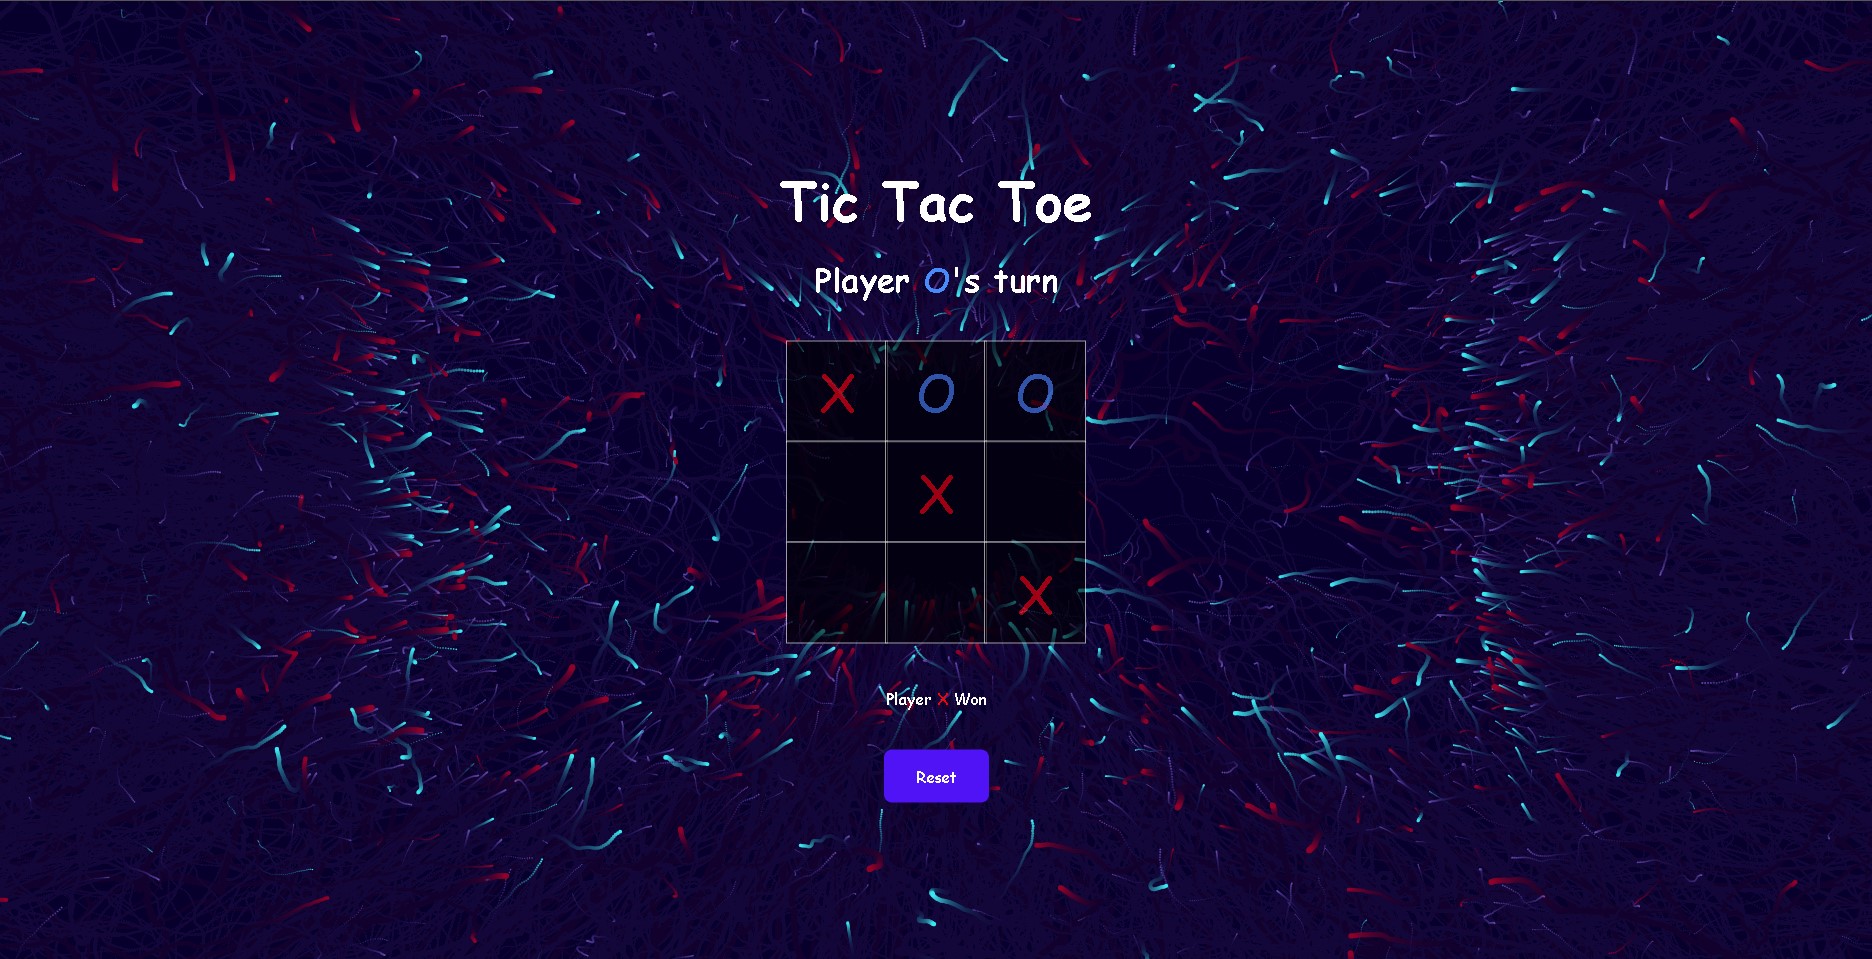 Tic Tac Toe
Player O's turn
X O O
X
X
Player X Won
Reset